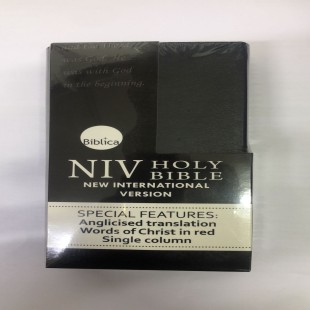 was with God
in the beginning.
Biblica
NIV HOLY BIBLE
NEW INTERNATIONAL
VERSION
SPECIAL FEATURES:
Anglicised translation
Words of Christ in red
Single column